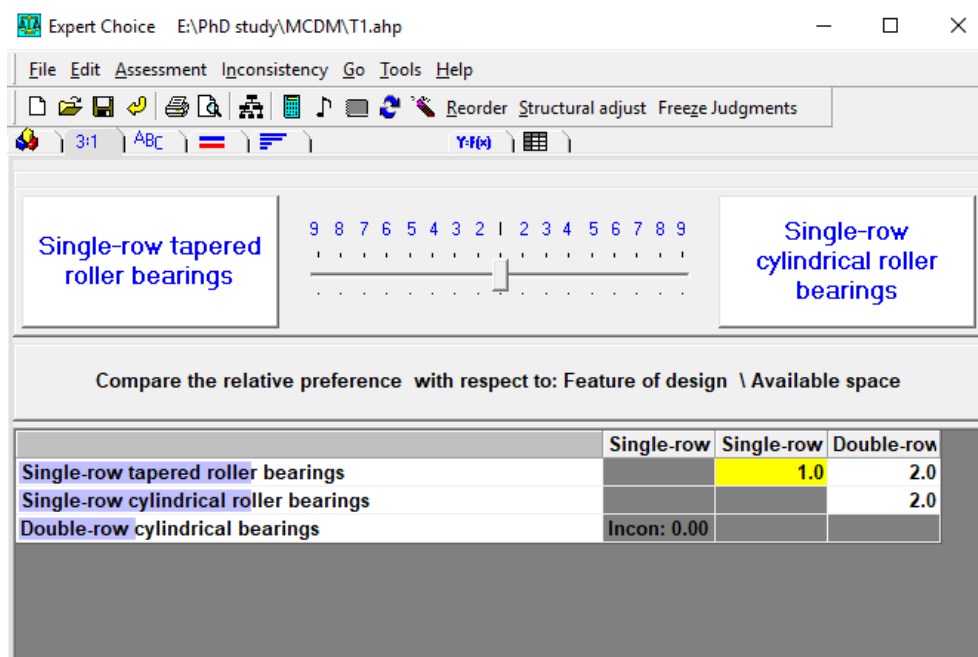 Expert Choice E:\PhD study\MCDM\T1.ahp
File Edit Assessment Inconsistency Go Tools Help
Reorder Structural adjust Freeze Judgments
3:1 ABC Y=F(x)
9 8 7 6 5 4 3 2 1 2 3 4 5 6 7 8 9
Single-row tapered
roller bearings
Single-row
cylindrical roller
bearings
Compare the relative preference with respect to: Feature of design \ Available space
Single-row Single-row Double-row
Single-row tapered roller bearings 1.0 2.0
Single-row cylindrical roller bearings 2.0
Double-row cylindrical bearings Incon: 0.00